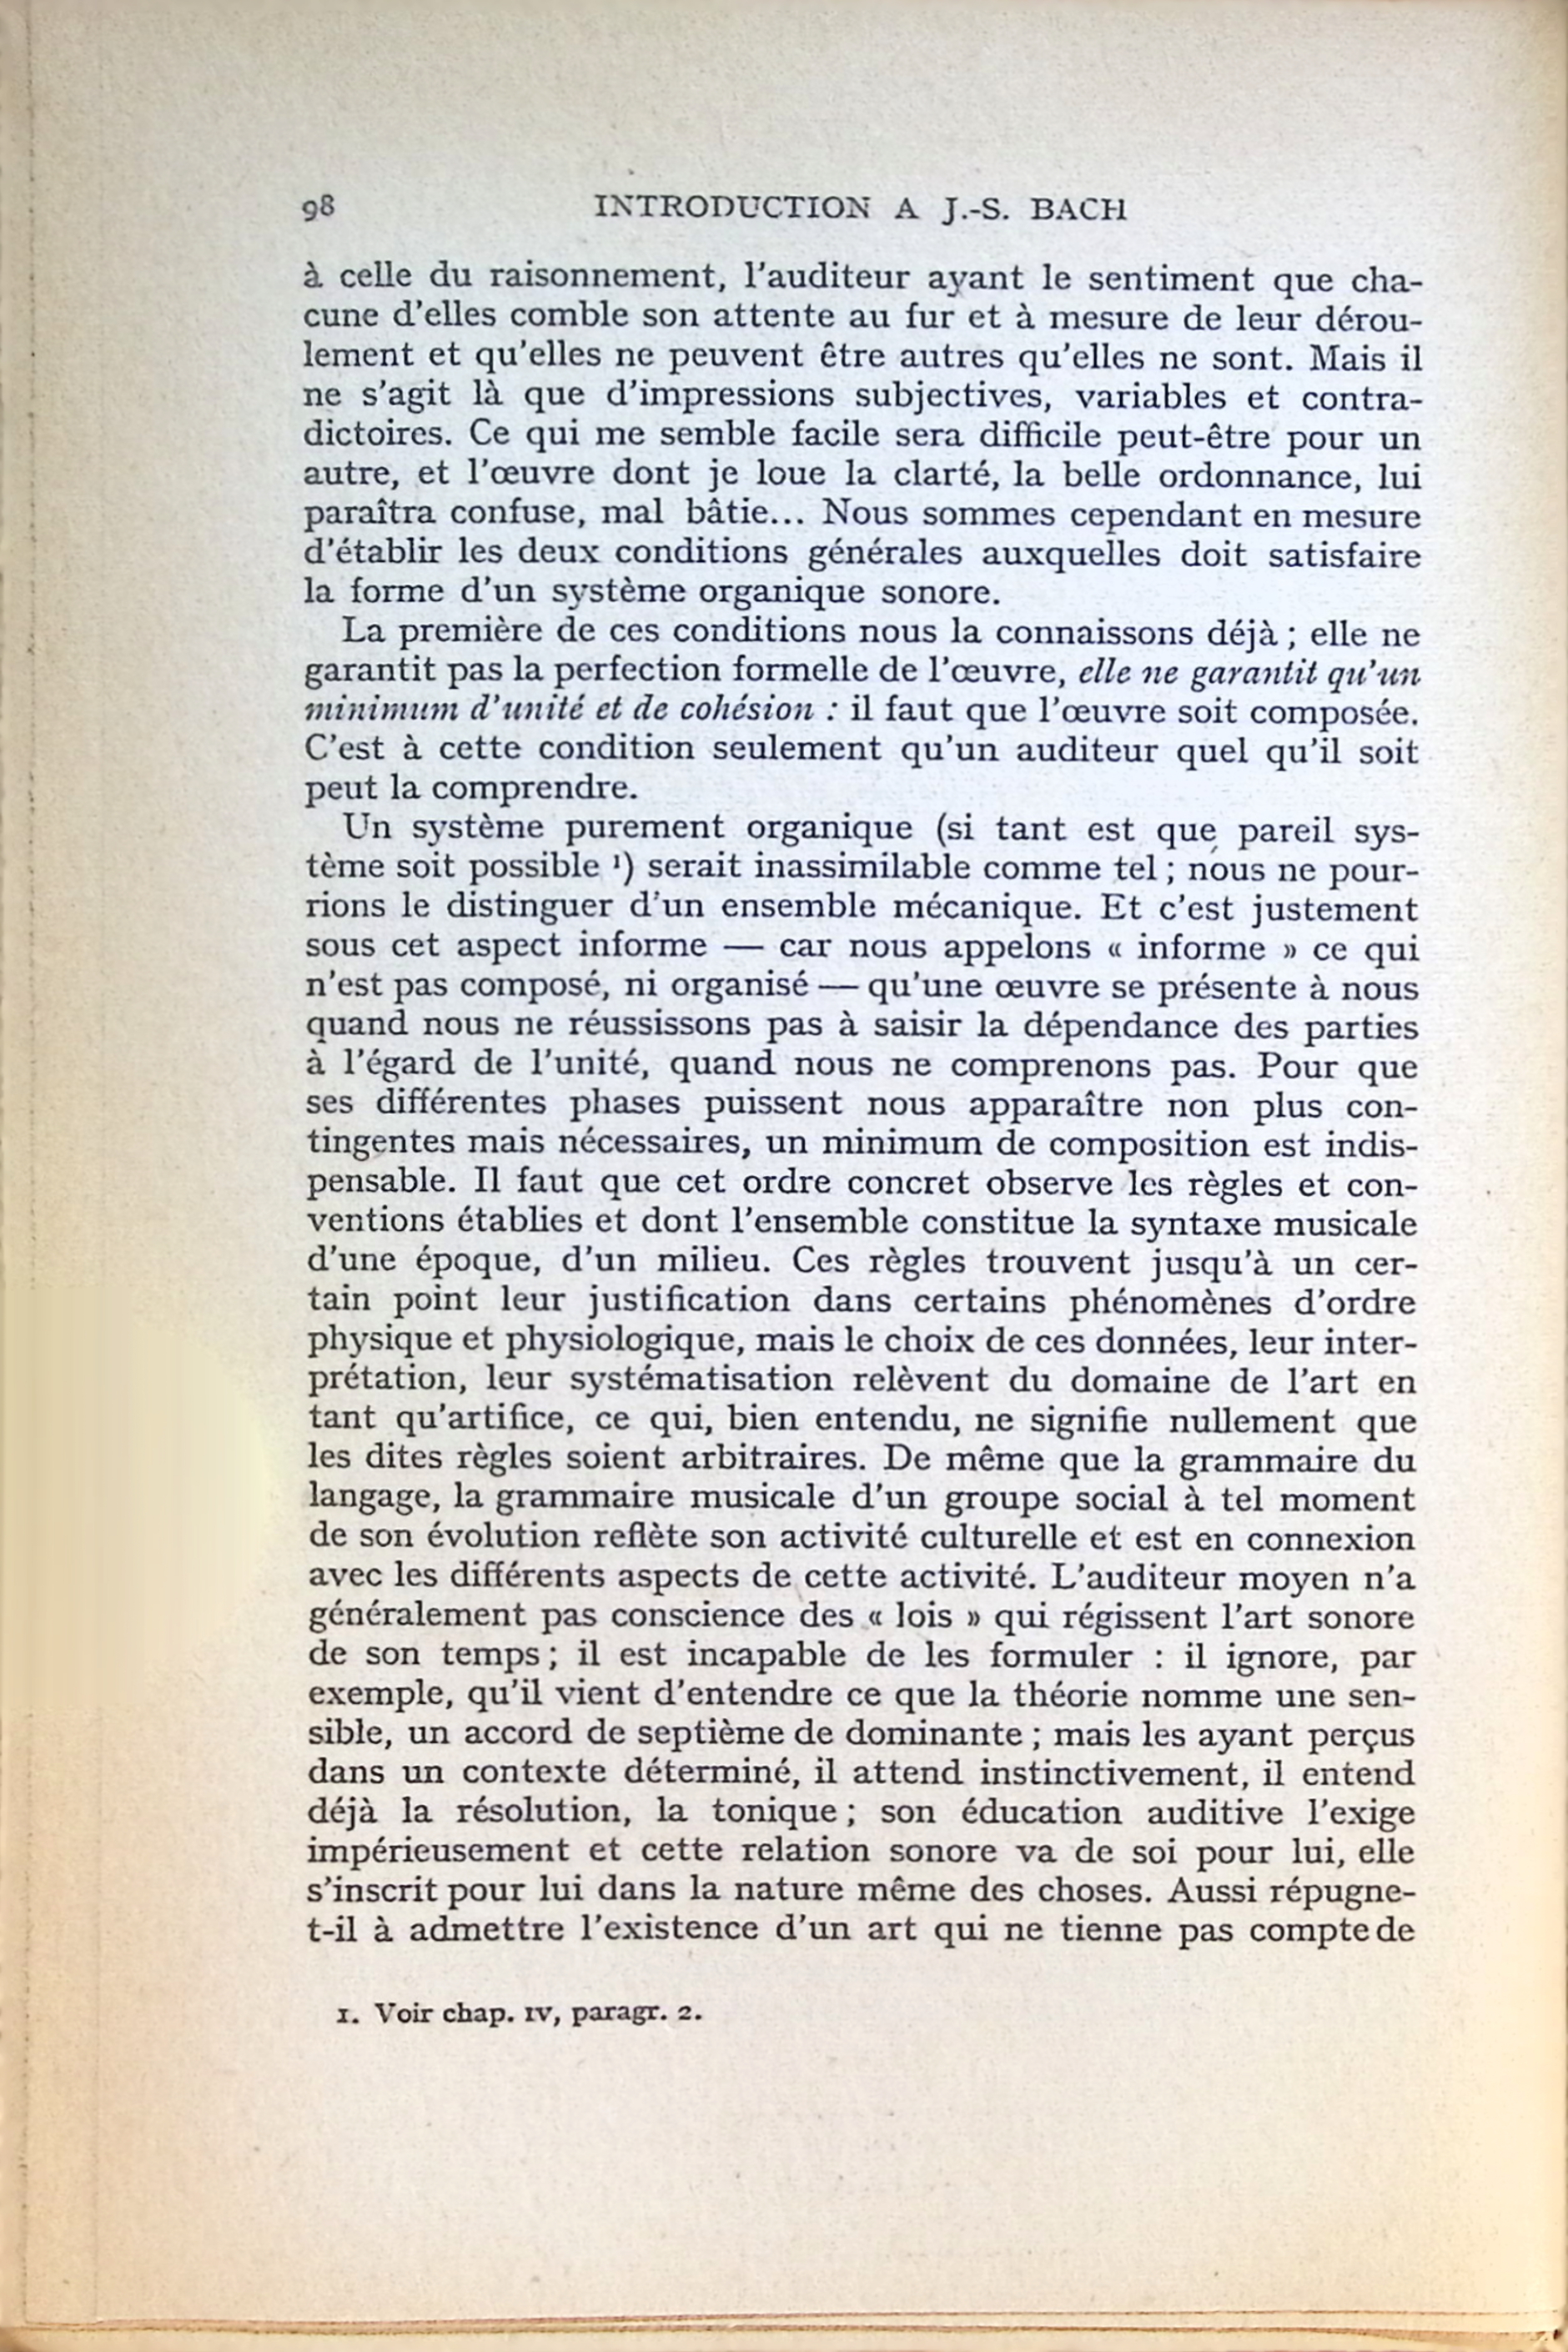 98 INTRODUCTION A J.-S. BACH
à celle du raisonnement, l'auditeur ayant le sentiment que cha-
cune d'elles comble son attente au fur et à mesure de leur dérou-
lement et qu'elles ne peuvent être autres qu'elles ne sont. Mais il
ne s'agit là que d'impressions subjectives, variables et contra-
dictoires. Ce qui me semble facile sera difficile peut-être pour un
autre, et l'œuvre dont je loue la clarté, la belle ordonnance, lui
paraîtra confuse, mal bâtie... Nous sommes cependant en mesure
d'établir les deux conditions générales auxquelles doit satisfaire
la forme d'un système organique sonore.
La première de ces conditions nous la connaissons déjà ; elle ne
garantit pas la perfection formelle de l'œuvre, elle ne garantit qu'un
minimum d'unité et de cohésion : il faut que l'œuvre soit composée.
C'est à cette condition seulement qu'un auditeur quel qu'il soit
peut la comprendre.
Un système purement organique (si tant est que pareil sys-
tème soit possible ¹) serait inassimilable comme tel ; nous ne pour-
rions le distinguer d'un ensemble mécanique. Et c'est justement
sous cet aspect informe — car nous appelons « informe » ce qui
n'est pas composé, ni organisé — qu'une œuvre se présente à nous
quand nous ne réussissons pas à saisir la dépendance des parties
à l'égard de l'unité, quand nous ne comprenons pas. Pour que
ses différentes phases puissent nous apparaître non plus con-
tingentes mais nécessaires, un minimum de composition est indis-
pensable. Il faut que cet ordre concret observe les règles et con-
ventions établies et dont l'ensemble constitue la syntaxe musicale
d'une époque, d'un milieu. Ces règles trouvent jusqu'à un cer-
tain point leur justification dans certains phénomènes d'ordre
physique et physiologique, mais le choix de ces données, leur inter-
prétation, leur systématisation relèvent du domaine de l'art en
tant qu'artifice, ce qui, bien entendu, ne signifie nullement que
les dites règles soient arbitraires. De même que la grammaire du
langage, la grammaire musicale d'un groupe social à tel moment
de son évolution reflète son activité culturelle et est en connexion
avec les différents aspects de cette activité. L'auditeur moyen n'a
généralement pas conscience des « lois » qui régissent l'art sonore
de son temps ; il est incapable de les formuler : il ignore, par
exemple, qu'il vient d'entendre ce que la théorie nomme une sen-
sible, un accord de septième de dominante ; mais les ayant perçus
dans un contexte déterminé, il attend instinctivement, il entend
déjà la résolution, la tonique ; son éducation auditive l'exige
impérieusement et cette relation sonore va de soi pour lui, elle
s'inscrit pour lui dans la nature même des choses. Aussi répugne-
t-il à admettre l'existence d'un art qui ne tienne pas compte de
1. Voir chap. IV, paragr. 2.